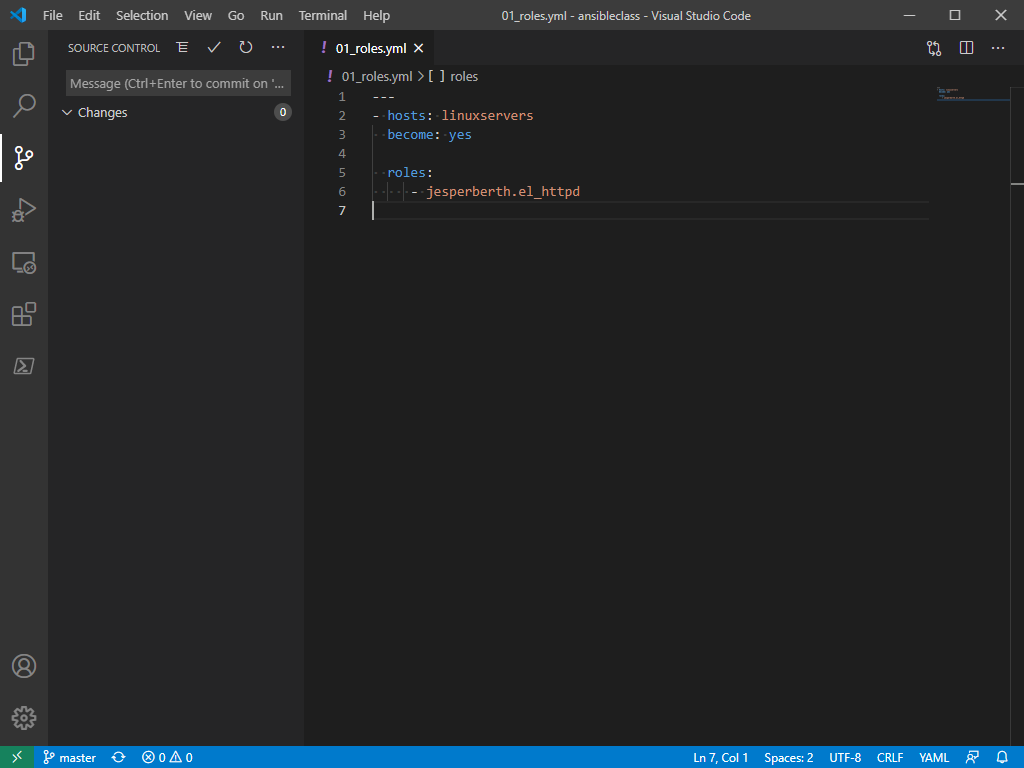 File Edit Selection View Go Run Terminal Help 01_roles.yml - ansibleclass - Visual Studio Code
SOURCE CONTROL
Message (Ctrl+Enter to commit on '...
Changes 0
01_roles.yml
01_roles.yml > [ ] roles
1 ---
2 - hosts: linuxservers
3   become: yes
4
5   roles:
6     - jesperberth.el_httpd
7
master 0 0 Ln 7, Col 1 Spaces: 2 UTF-8 CRLF YAML